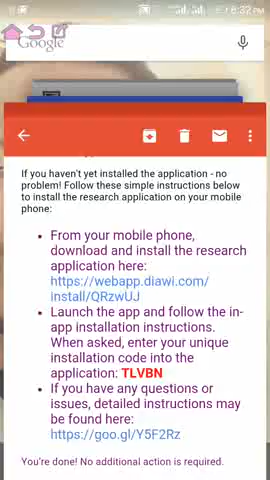 8:32 PM
Google
If you haven't yet installed the application - no
problem! Follow these simple instructions below
to install the research application on your mobile
phone:
• From your mobile phone,
download and install the research
application here:
https://webapp.diawi.com/
install/QRzwUJ
• Launch the app and follow the in-
app installation instructions.
When asked, enter your unique
installation code into the
application: TLVBN
• If you have any questions or
issues, detailed instructions may
be found here:
https://goo.gl/Y5F2Rz
You're done! No additional action is required.